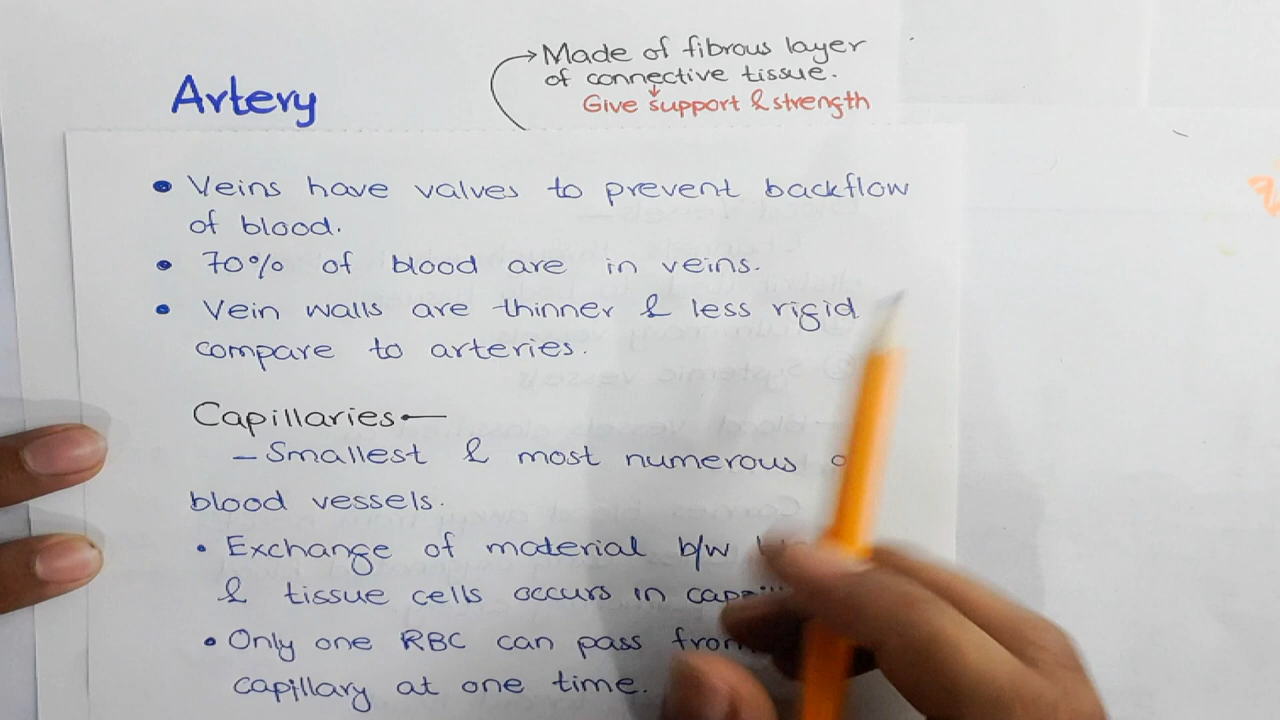 Made of fibrous layer
of connective tissue.
Give support & strength
Artery
• Veins have valves to prevent backflow
of blood.
• 70% of blood are in veins.
• Vein walls are thinner & less rigid
compare to arteries.
Capillaries —
– Smallest & most numerous
blood vessels.
• Exchange of material b/w
& tissue cells occurs in
• Only one RBC can pass from
capillary at one time.